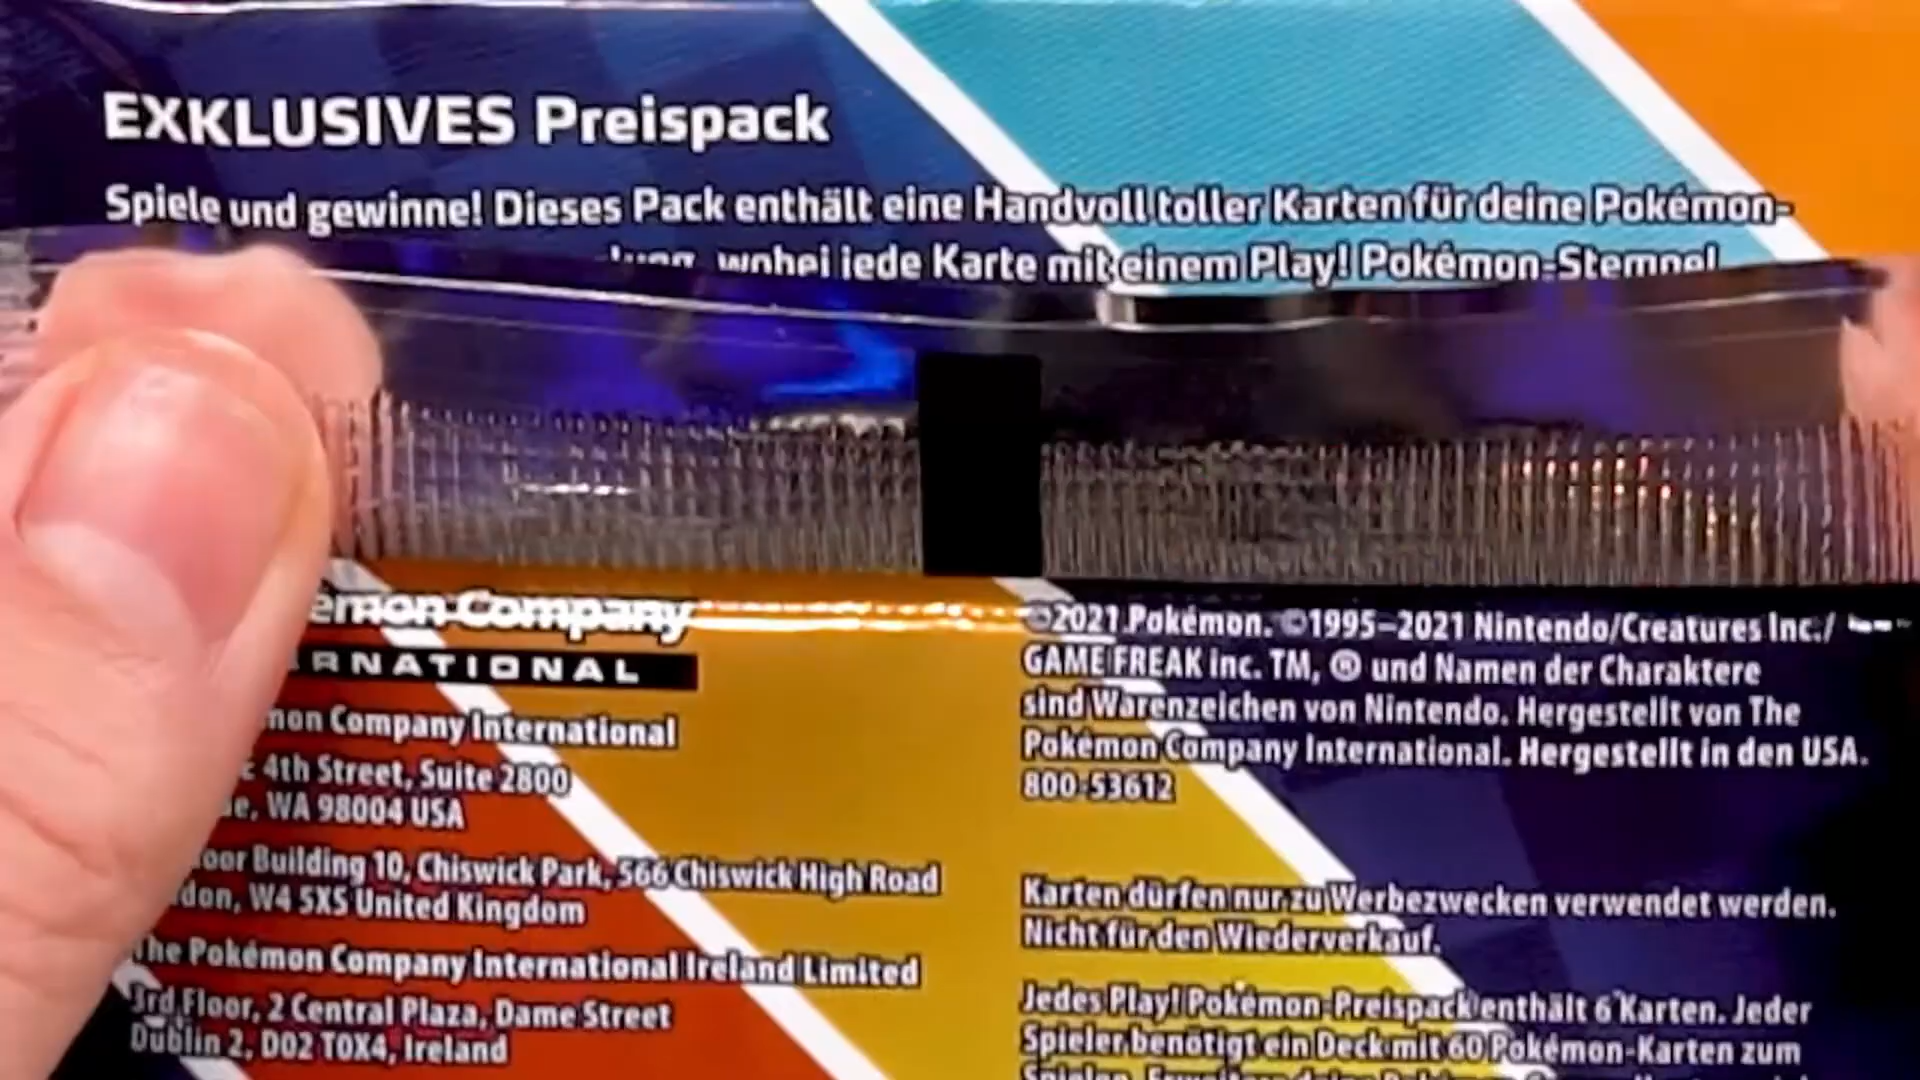 EXKLUSIVES Preispack
Spiele und gewinne! Dieses Pack enthält eine Handvoll toller Karten für deine Pokémon-
wobei jede Karte mit einem Play! Pokémon-Stempel
Company
RNATIONAL
Company International
4th Street, Suite 2800
WA 98004 USA
Building 10, Chiswick Park, 566 Chiswick High Road
W4 5XS United Kingdom
The Pokémon Company International Ireland Limited
3rd Floor, 2 Central Plaza, Dame Street
Dublin 2, D02 T0X4, Ireland
©2021 Pokémon. ©1995–2021 Nintendo/Creatures Inc./
GAME FREAK inc. TM, ® und Namen der Charaktere
sind Warenzeichen von Nintendo. Hergestellt von The
Pokémon Company International. Hergestellt in den USA.
800-53612
Karten dürfen nur zu Werbezwecken verwendet werden.
Nicht für den Wiederverkauf.
Jedes Play! Pokémon-Preispack enthält 6 Karten. Jeder
Spieler benötigt ein Deck mit 60 Pokémon-Karten zum